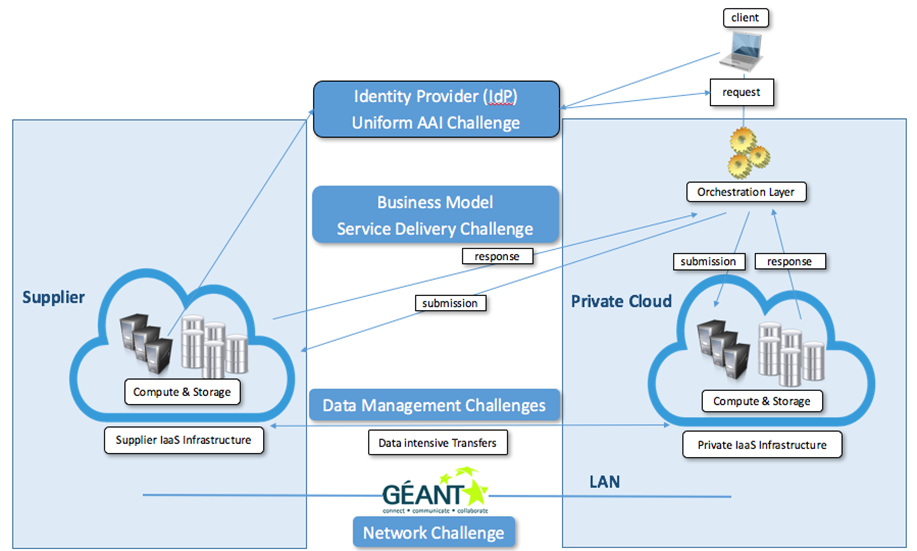 client
request
Identity Provider (IdP)
Uniform AAI Challenge
Orchestration Layer
Business Model
Service Delivery Challenge
response
submission
submission
response
Supplier
Private Cloud
Compute & Storage
Compute & Storage
Data Management Challenges
Supplier IaaS Infrastructure
Data intensive Transfers
Private IaaS Infrastructure
LAN
GÉANT
connect • communicate • collaborate
Network Challenge